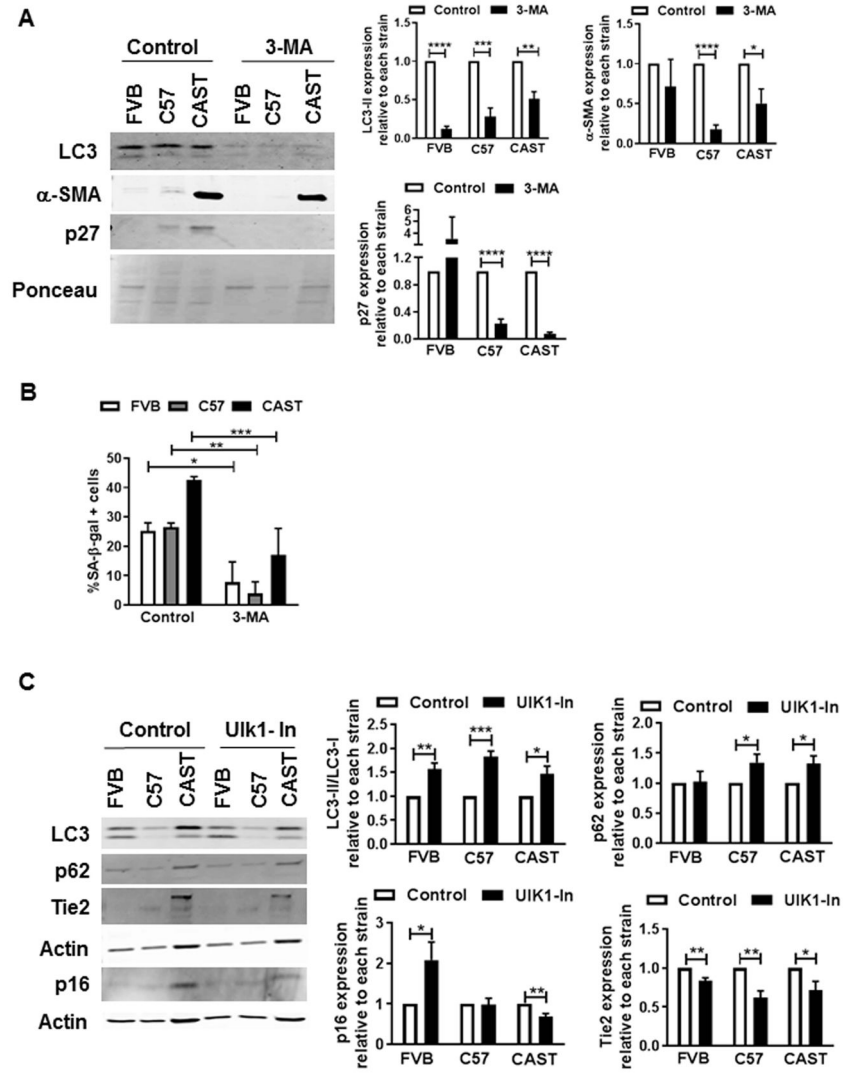 A
Control 3-MA
FVB C57 CAST FVB C57 CAST
LC3
α-SMA
p27
Ponceau
Control 3-MA
LC3-II expression
relative to each strain
1.5
1.0
0.5
0.0
**** *** **
FVB C57 CAST
Control 3-MA
α-SMA expression
relative to each strain
1.5
1.0
0.5
0.0
**** *
FVB C57 CAST
Control 3-MA
p27 expression
relative to each strain
6
5
4
3
2
1.2
0.8
0.4
0.0
**** ****
FVB C57 CAST
B
FVB C57 CAST
%SA-β-gal + cells
50
40
30
20
10
0
***
**
*
Control 3-MA
C
Control Ulk1- In
FVB C57 CAST FVB C57 CAST
LC3
p62
Tie2
Actin
p16
Actin
Control UIK1-In
LC3-II/LC3-I
relative to each strain
2.5
2.0
1.5
1.0
0.5
0.0
** *** *
FVB C57 CAST
Control UIK1-In
p62 expression
relative to each strain
2.0
1.5
1.0
0.5
0.0
* *
FVB C57 CAST
Control UIK1-In
p16 expression
relative to each strain
3
2
1
0
* **
FVB C57 CAST
Control UIK1-In
Tie2 expression
relative to each strain
1.5
1.0
0.5
0.0
** ** *
FVB C57 CAST